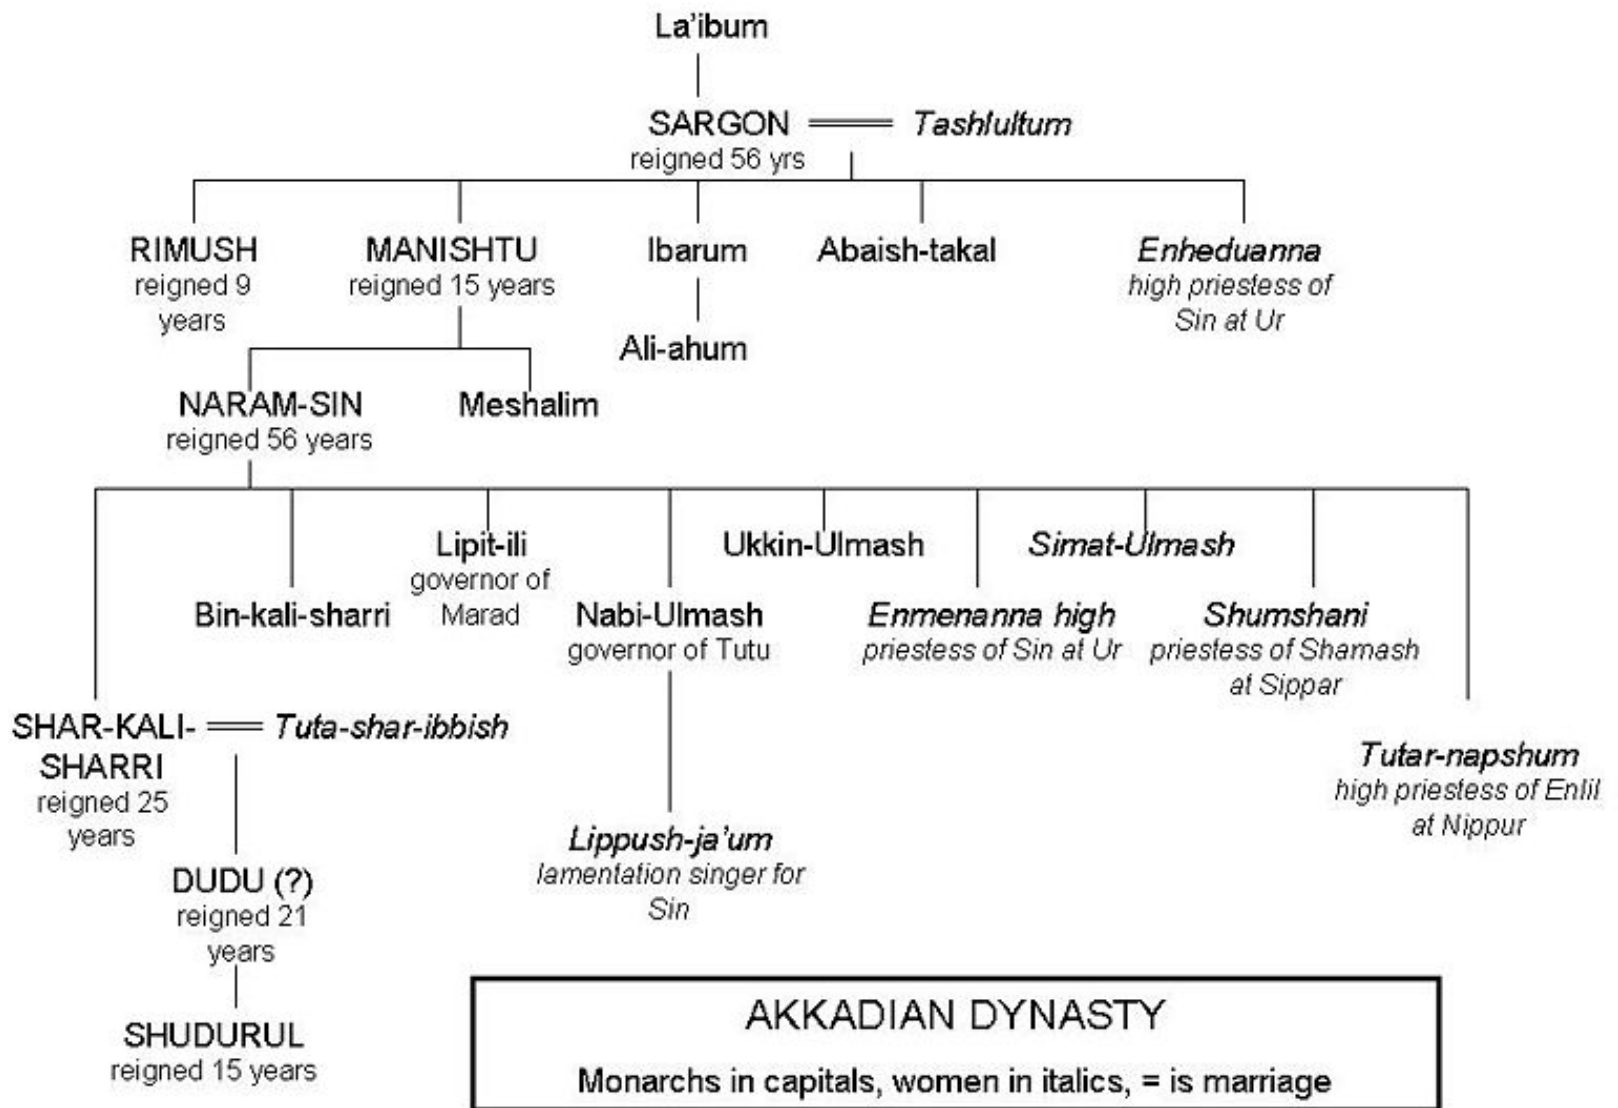 La'ibum
SARGON
Tashlultum
reigned 56 yrs
RIMUSH
reigned 9
years
MANISHTU
reigned 15 years
Ibarum
Abaish-takal
Enheduanna
high priestess of
Sin at Ur
Ali-ahum
NARAM-SIN
reigned 56 years
Meshalim
Bin-kali-sharri
Lipit-ili
governor of
Marad
Nabi-Ulmash
governor of Tutu
Ukkin-Ulmash
Enmenanna high
priestess of Sin at Ur
Simat-Ulmash
Shumshani
priestess of Shamash
at Sippar
SHAR-KALI-
SHARRI
reigned 25
years
Tuta-shar-ibbish
Tutar-napshum
high priestess of Enlil
at Nippur
Lippush-ja'um
lamentation singer for
Sin
DUDU (?)
reigned 21
years
SHUDURUL
reigned 15 years
AKKADIAN DYNASTY
Monarchs in capitals, women in italics, = is marriage